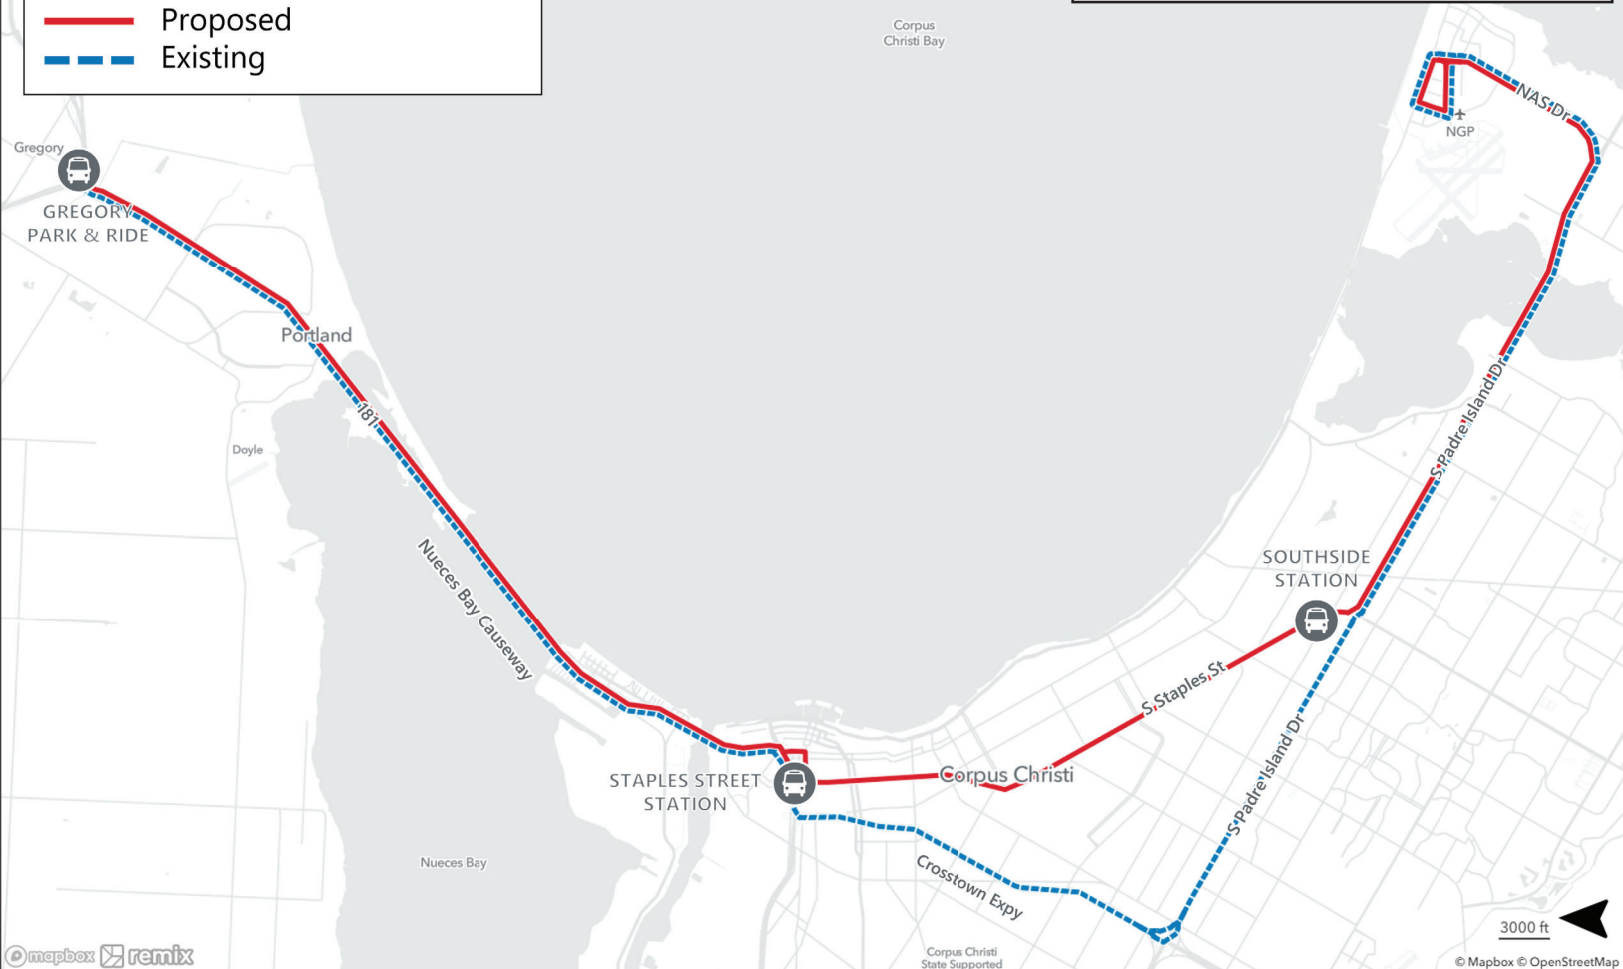 Proposed
Existing
Corpus
Christi Bay
NAS Dr
NGP
Gregory
GREGORY
PARK & RIDE
Portland
181
Doyle
S Padre Island Dr
Nueces Bay Causeway
SOUTHSIDE
STATION
S Staples St
STAPLES STREET
STATION
Corpus Christi
S Padre Island Dr
Nueces Bay
Crosstown Expy
3000 ft
Corpus Christi
State Supported
mapbox remix
© Mapbox © OpenStreetMap